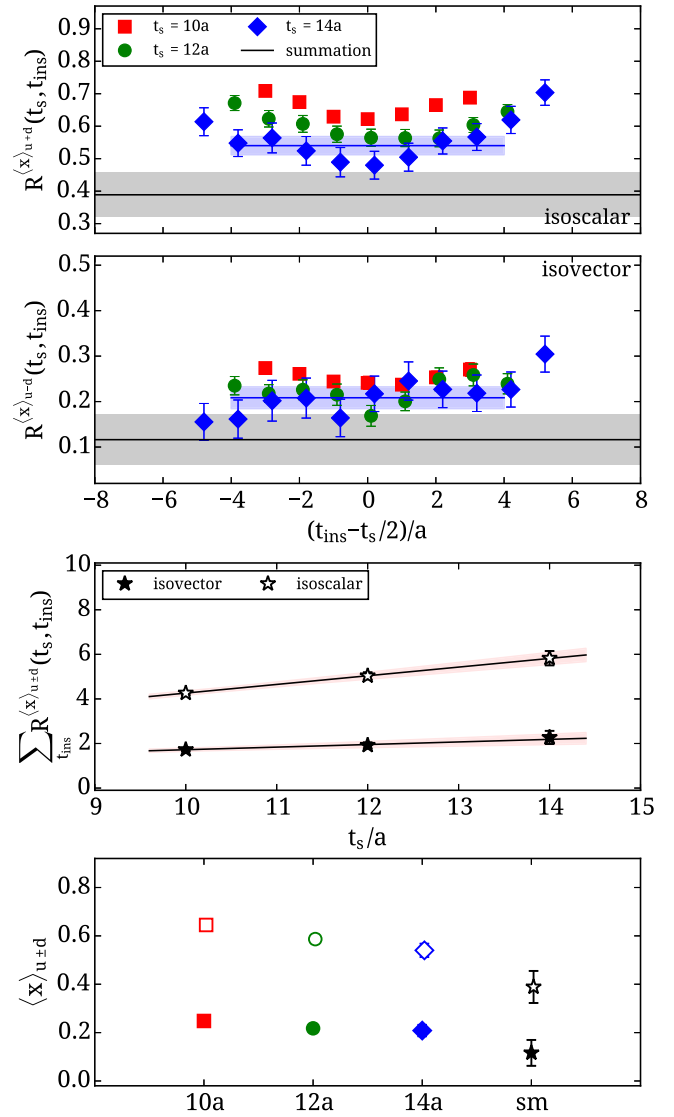 t_s = 10a
t_s = 12a
t_s = 14a
summation
0.9
0.8
0.7
0.6
0.5
0.4
0.3
R^⟨x⟩_{u+d}(t_s, t_ins)
isoscalar
0.5
0.4
0.3
0.2
0.1
R^⟨x⟩_{u-d}(t_s, t_ins)
isovector
−8 −6 −4 −2 0 2 4 6 8
(t_ins−t_s/2)/a
isovector
isoscalar
10
8
6
4
2
0
∑_{t_ins} R^⟨x⟩_{u±d}(t_s, t_ins)
9 10 11 12 13 14 15
t_s/a
0.8
0.6
0.4
0.2
0.0
⟨x⟩_{u±d}
10a 12a 14a sm